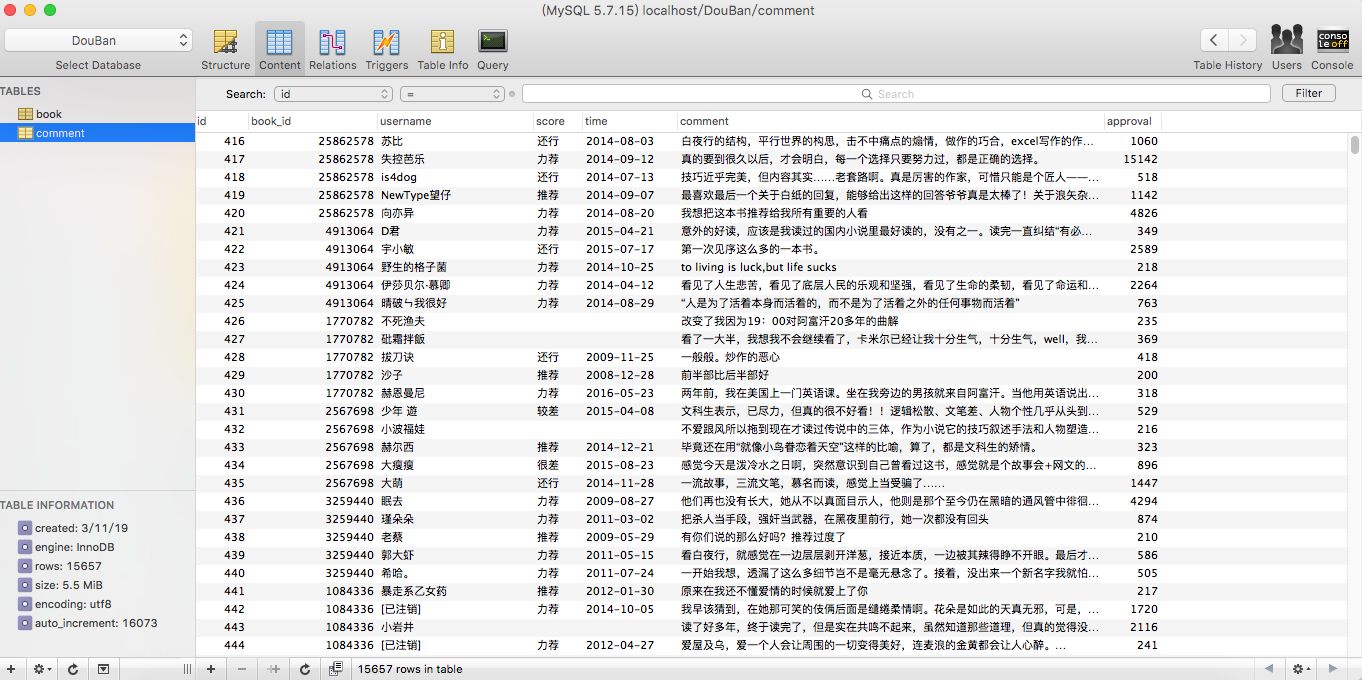 (MySQL 5.7.15) localhost/DouBan/comment
DouBan
Select Database
Structure Content Relations Triggers Table Info Query
Table History Users Console
conso
le off
TABLES
book
comment
Search: id = Search Filter
id book_id username score time comment approval
416 25862578 苏比 还行 2014-08-03 白夜行的结构，平行世界的构思，击不中痛点的煽情，做作的巧合，excel写作的作… 1060
417 25862578 失控芭乐 力荐 2014-09-12 真的要到很久以后，才会明白，每一个选择只要努力过，都是正确的选择。 15142
418 25862578 is4dog 还行 2014-07-13 技巧近乎完美，但内容其实……老套路啊。真是厉害的作家，可惜只能是个匠人——… 518
419 25862578 NewType望仔 推荐 2014-09-07 最喜欢最后一个关于白纸的回复，能够给出这样的回答爷爷真是太棒了！关于浪矢杂… 1142
420 25862578 向亦异 力荐 2014-08-20 我想把这本书推荐给我所有重要的人看 4826
421 4913064 D君 力荐 2015-04-21 意外的好读，应该是我读过的国内小说里最好读的，没有之一。读完一直纠结“有必… 349
422 4913064 宇小敏 还行 2015-07-17 第一次见序这么多的一本书。 2589
423 4913064 野生的格子菌 力荐 2014-10-25 to living is luck,but life sucks 218
424 4913064 伊莎贝尔·慕卿 力荐 2014-04-12 看见了人生悲苦，看见了底层人民的乐观和坚强，看见了生命的柔韧，看见了命运和… 2264
425 4913064 晴破ㄣ我很好 力荐 2014-08-29 “人是为了活着本身而活着的，而不是为了活着之外的任何事物而活着” 763
426 1770782 不死渔夫 改变了我因为19：00对阿富汗20多年的曲解 235
427 1770782 砒霜拌飯 看了一大半，我想我不会继续看了，卡米尔已经让我十分生气，十分生气，well，我… 369
428 1770782 拔刀诀 还行 2009-11-25 一般般。炒作的恶心 418
429 1770782 沙子 推荐 2008-12-28 前半部比后半部好 200
430 1770782 赫恩曼尼 力荐 2016-05-23 两年前，我在美国上一门英语课。坐在我旁边的男孩就来自阿富汗。当他用英语说出… 318
431 2567698 少年 遊 较差 2015-04-08 文科生表示，已尽力，但真的很不好看！！逻辑松散、文笔差、人物个性几乎从头到… 529
432 2567698 小波福娃 不爱跟风所以拖到现在才读过传说中的三体，作为小说它的技巧叙述手法和人物塑造… 216
433 2567698 赫尔西 推荐 2014-12-21 毕竟还在用“就像小鸟眷恋着天空”这样的比喻，算了，都是文科生的矫情。 323
434 2567698 大瘦瘦 很差 2015-08-23 感觉今天是泼冷水之日啊，突然意识到自己曾看过这书，感觉就是个故事会+网文的… 896
435 2567698 大萌 还行 2014-11-28 一流故事，三流文笔，慕名而读，感觉上当受骗了…… 1447
436 3259440 眠去 力荐 2009-08-27 他们再也没有长大，她从不以真面目示人，他则是那个至今仍在黑暗的通风管中徘徊… 4294
437 3259440 瑾朵朵 力荐 2011-03-02 把杀人当手段，强奸当武器，在黑夜里前行，她一次都没有回头 874
438 3259440 老蔡 推荐 2009-05-29 有你们说的那么好吗？推荐过度了 210
439 3259440 郭大虾 力荐 2011-05-15 看白夜行，就感觉在一边层层剥开洋葱，接近本质，一边被其辣得睁不开眼。最后才… 586
440 3259440 希哈。 力荐 2011-07-24 一开始我想，透漏了这么多细节岂不是毫无悬念了。接着，没出来一个新名字我就怕… 505
441 1084336 暴走系乙女药 推荐 2012-01-30 原来在我还不懂爱情的时候就爱上了你 217
442 1084336 [已注销] 力荐 2014-10-05 我早该猜到，在她那可笑的伎俩后面是缱绻柔情啊。花朵是如此的天真无邪，可是，… 1720
443 1084336 小岩井 读了好多年，终于读完了，但是实在共鸣不起来，虽然知道那些道理，但真的觉得没… 2116
444 1084336 [已注销] 力荐 2012-04-27 爱屋及乌，爱一个人会让周围的一切变得美好，连麦浪的金黄都会让人心醉。… 241
TABLE INFORMATION
created: 3/11/19
engine: InnoDB
rows: 15657
size: 5.5 MiB
encoding: utf8
auto_increment: 16073
15657 rows in table